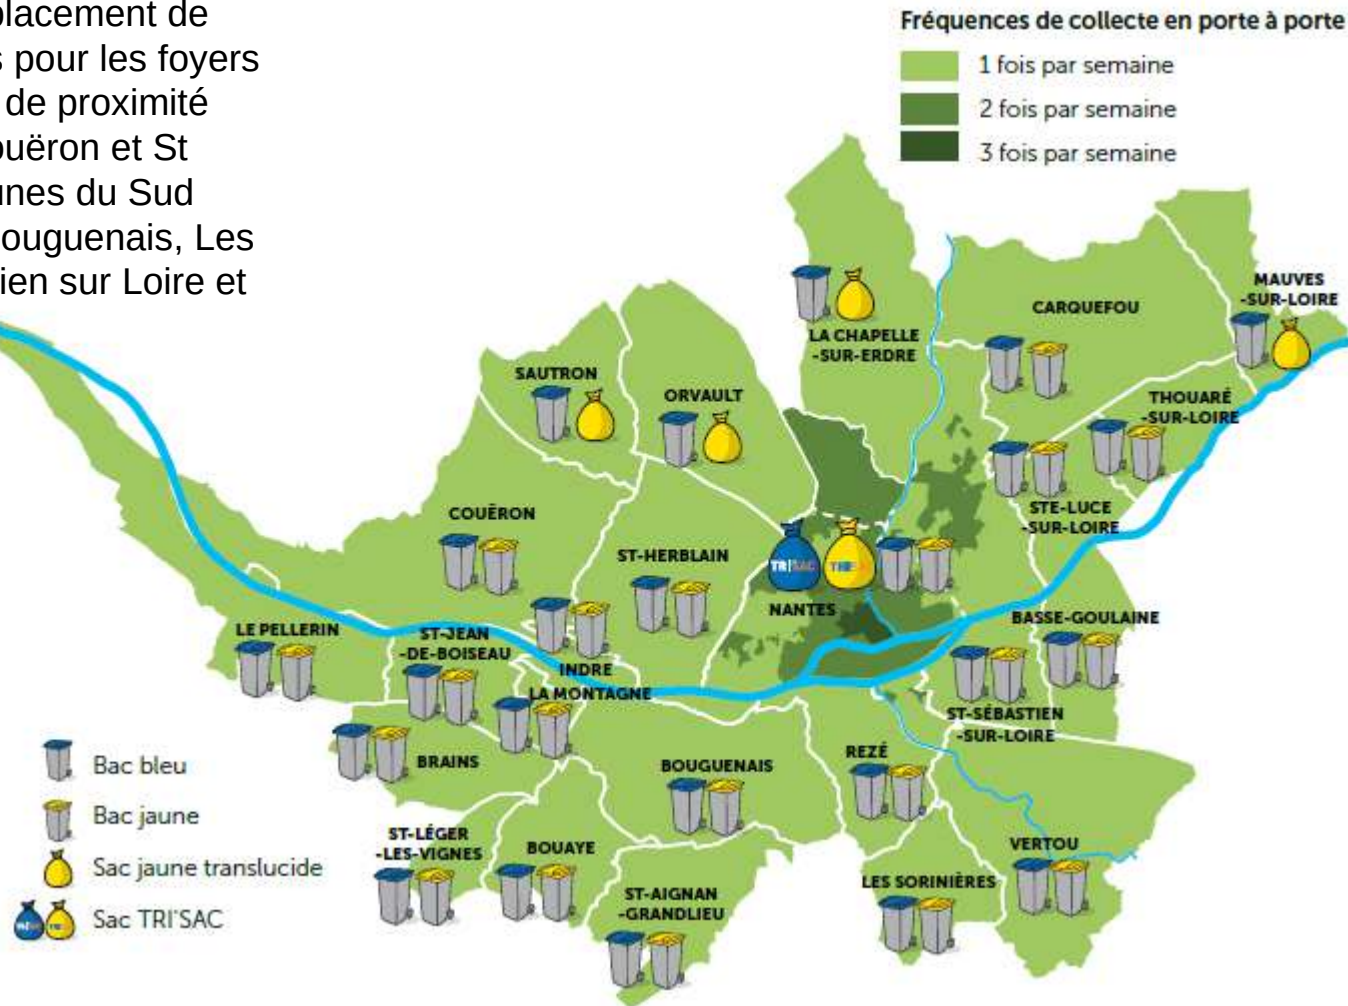 placement de
s pour les foyers
de proximité
ouëron et St
unes du Sud
ouguenais, Les
ien sur Loire et
Fréquences de collecte en porte à porte
1 fois par semaine
2 fois par semaine
3 fois par semaine
MAUVES
-SUR-LOIRE
CARQUEFOU
LA CHAPELLE
-SUR-ERDRE
SAUTRON
ORVAULT
THOUARÉ
-SUR-LOIRE
COUËRON
STE-LUCE
-SUR-LOIRE
ST-HERBLAIN
TRI'SAC
NANTES
BASSE-GOULAINE
LE PELLERIN
ST-JEAN
-DE-BOISEAU
INDRE
LA MONTAGNE
ST-SÉBASTIEN
-SUR-LOIRE
BRAINS
BOUGUENAIS
REZÉ
ST-LÉGER
-LES-VIGNES
BOUAYE
VERTOU
ST-AIGNAN
-GRANDLIEU
LES SORINIÈRES
Bac bleu
Bac jaune
Sac jaune translucide
Sac TRI'SAC